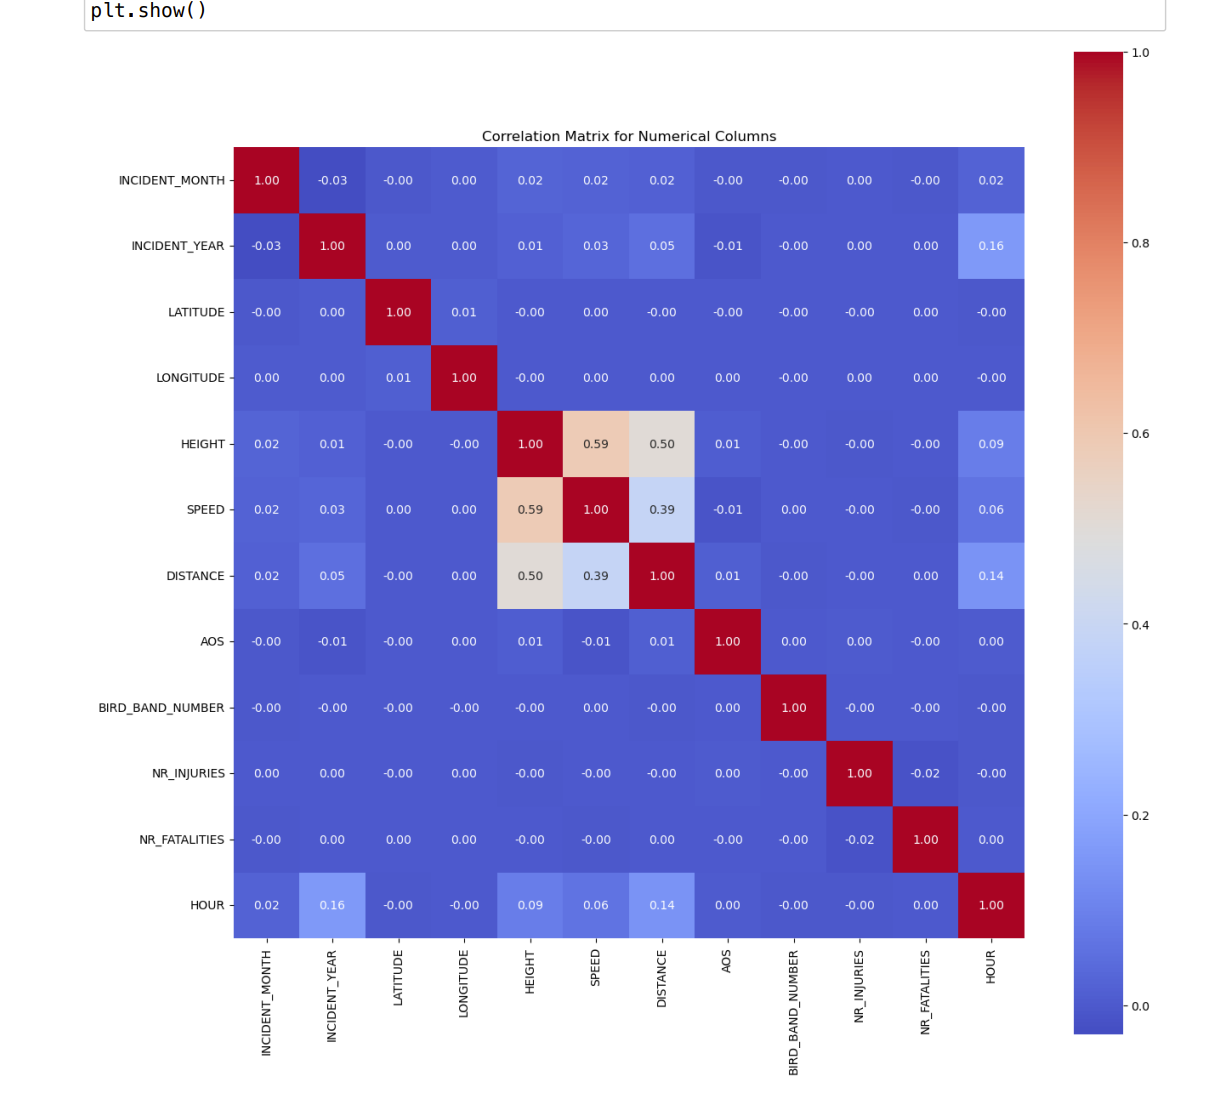 plt.show()
Correlation Matrix for Numerical Columns
INCIDENT_MONTH 1.00 -0.03 -0.00 0.00 0.02 0.02 0.02 -0.00 -0.00 0.00 -0.00 0.02
INCIDENT_YEAR -0.03 1.00 0.00 0.00 0.01 0.03 0.05 -0.01 -0.00 0.00 0.00 0.16
LATITUDE -0.00 0.00 1.00 0.01 -0.00 0.00 -0.00 -0.00 -0.00 -0.00 0.00 -0.00
LONGITUDE 0.00 0.00 0.01 1.00 -0.00 0.00 0.00 0.00 -0.00 0.00 0.00 -0.00
HEIGHT 0.02 0.01 -0.00 -0.00 1.00 0.59 0.50 0.01 -0.00 -0.00 -0.00 0.09
SPEED 0.02 0.03 0.00 0.00 0.59 1.00 0.39 -0.01 0.00 -0.00 -0.00 0.06
DISTANCE 0.02 0.05 -0.00 0.00 0.50 0.39 1.00 0.01 -0.00 -0.00 0.00 0.14
AOS -0.00 -0.01 -0.00 0.00 0.01 -0.01 0.01 1.00 0.00 0.00 -0.00 0.00
BIRD_BAND_NUMBER -0.00 -0.00 -0.00 -0.00 -0.00 0.00 -0.00 0.00 1.00 -0.00 -0.00 -0.00
NR_INJURIES 0.00 0.00 -0.00 0.00 -0.00 -0.00 -0.00 0.00 -0.00 1.00 -0.02 -0.00
NR_FATALITIES -0.00 0.00 0.00 0.00 -0.00 -0.00 0.00 -0.00 -0.00 -0.02 1.00 0.00
HOUR 0.02 0.16 -0.00 -0.00 0.09 0.06 0.14 0.00 -0.00 -0.00 0.00 1.00
INCIDENT_MONTH
INCIDENT_YEAR
LATITUDE
LONGITUDE
HEIGHT
SPEED
DISTANCE
AOS
BIRD_BAND_NUMBER
NR_INJURIES
NR_FATALITIES
HOUR
1.0
0.8
0.6
0.4
0.2
0.0